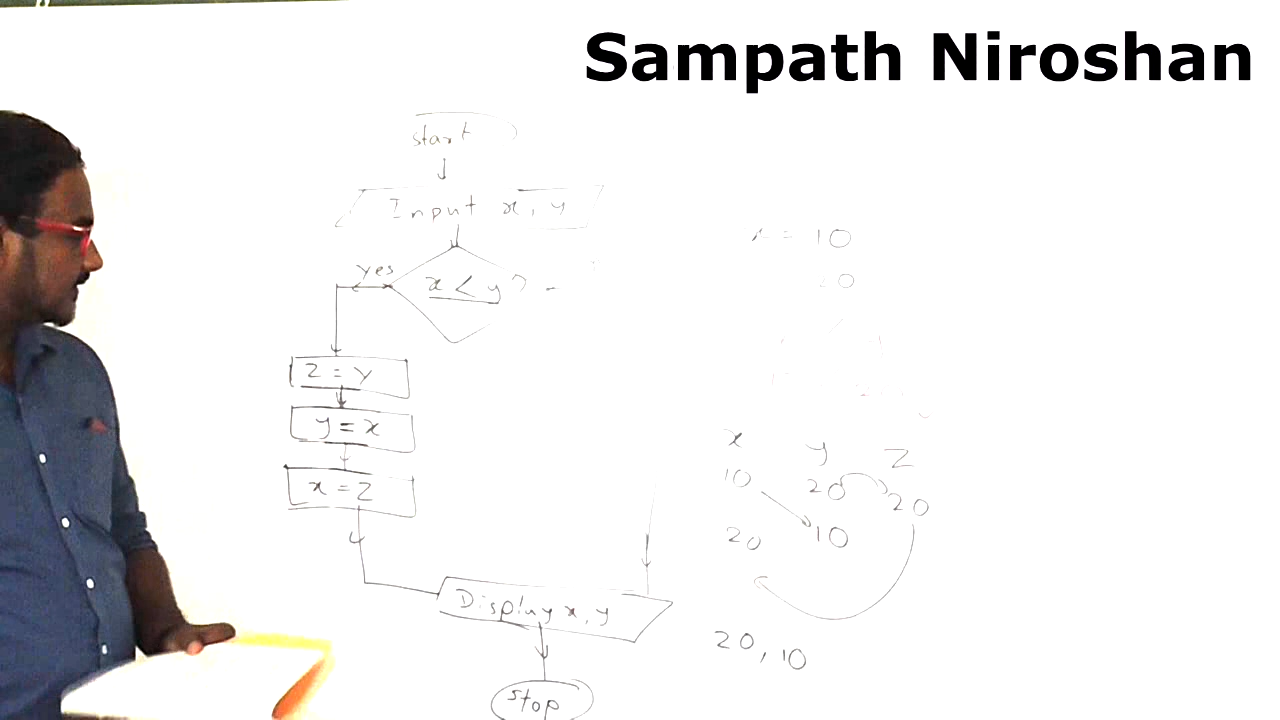 Sampath Niroshan
start
Input x, y
yes
x < y ?
z = y
y = x
x = z
Display x, y
stop
= 10
x y z
10 20 20
20 10
20, 10